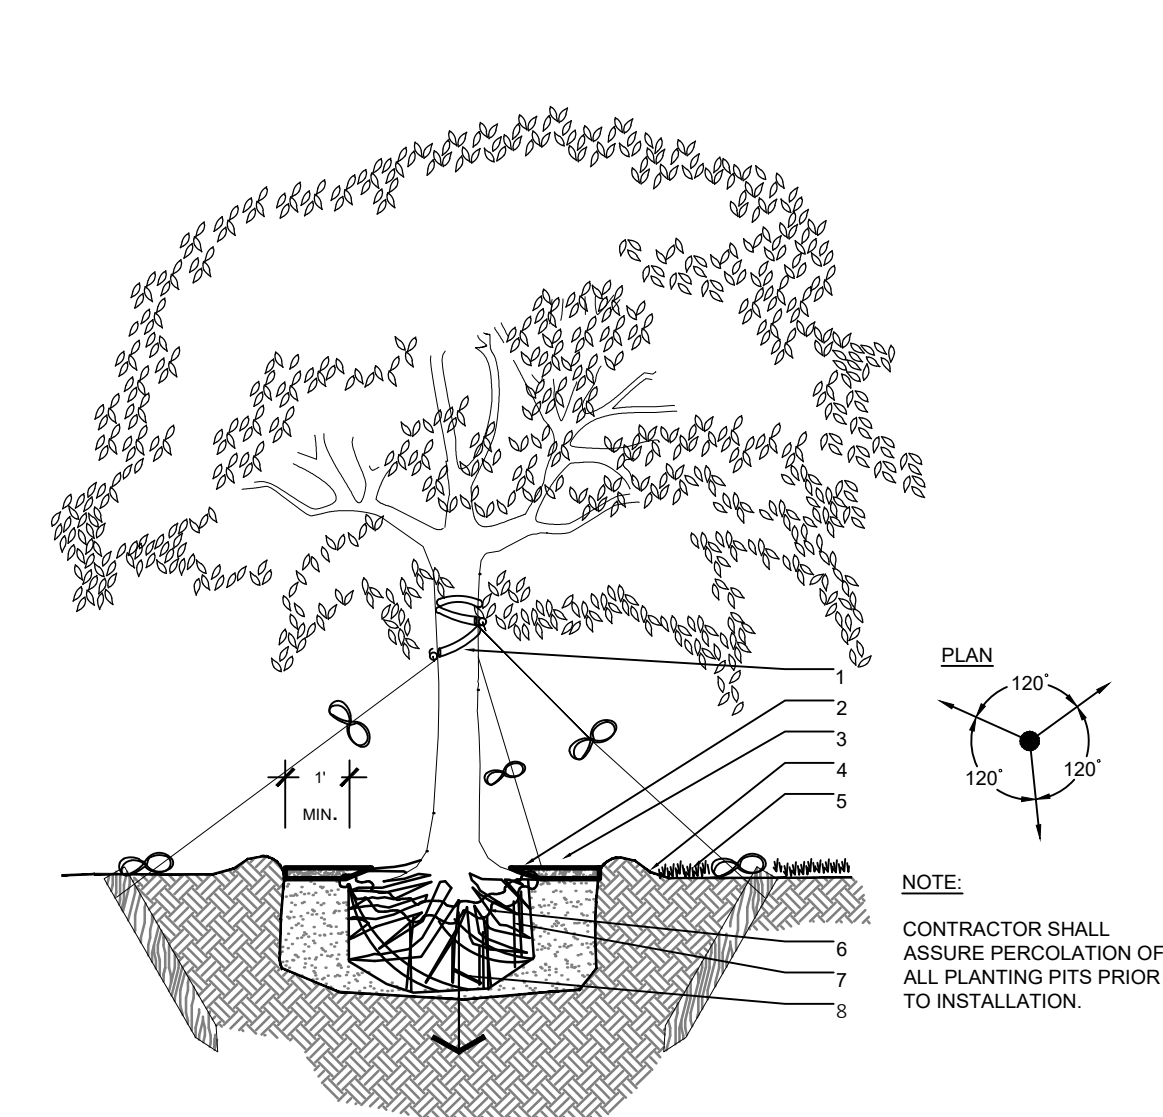 1
2
3
4
5
6
7
8
1'
MIN.
PLAN
120°
120°
120°
NOTE:
CONTRACTOR SHALL
ASSURE PERCOLATION OF
ALL PLANTING PITS PRIOR
TO INSTALLATION.